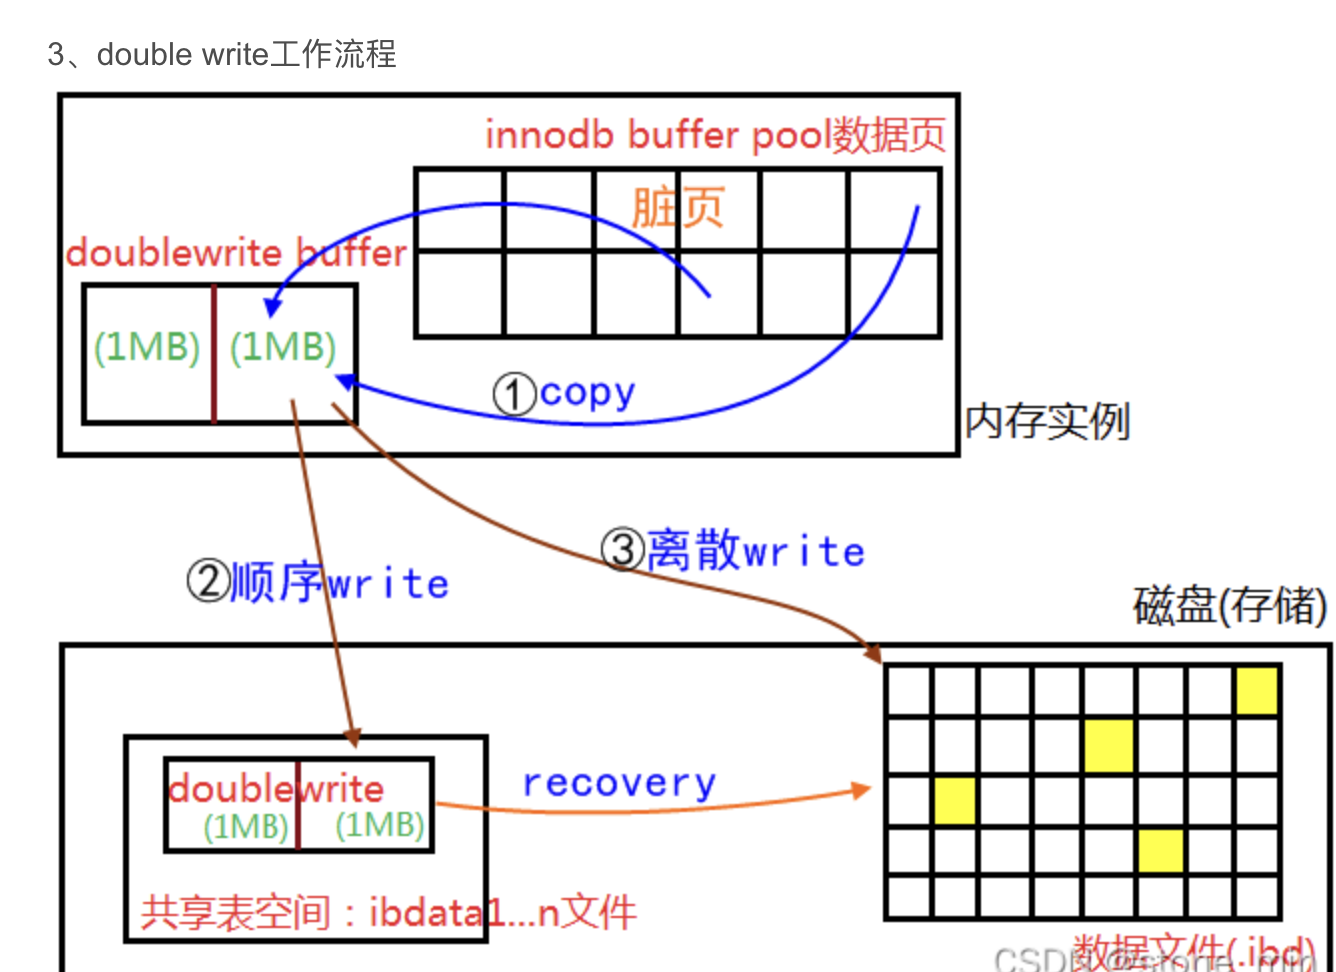 3、double write工作流程
innodb buffer pool数据页
脏页
doublewrite buffer
(1MB) (1MB)
①copy
内存实例
③离散write
②顺序write
磁盘(存储)
doublewrite
(1MB) (1MB)
recovery
共享表空间：ibdata1...n文件
数据文件(.ibd)
CSDN